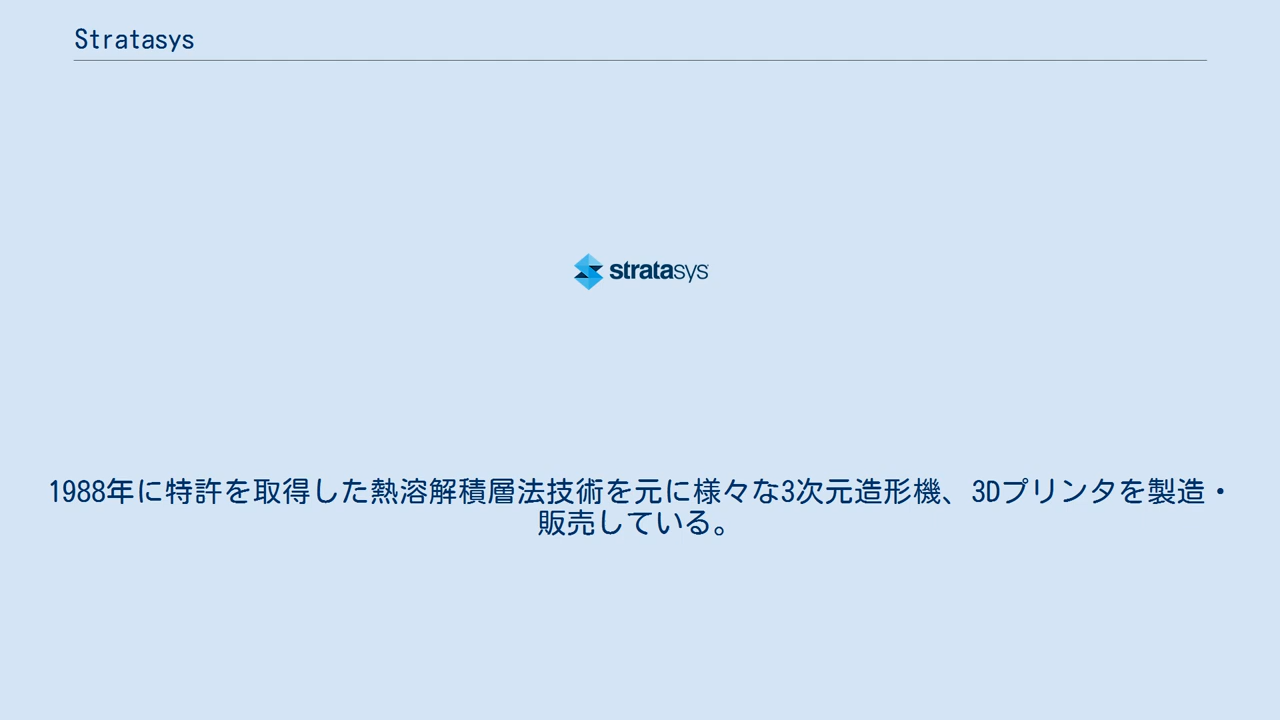 Stratasys
stratasys
1988年に特許を取得した熱溶解積層法技術を元に様々な3次元造形機、3Dプリンタを製造・
販売している。